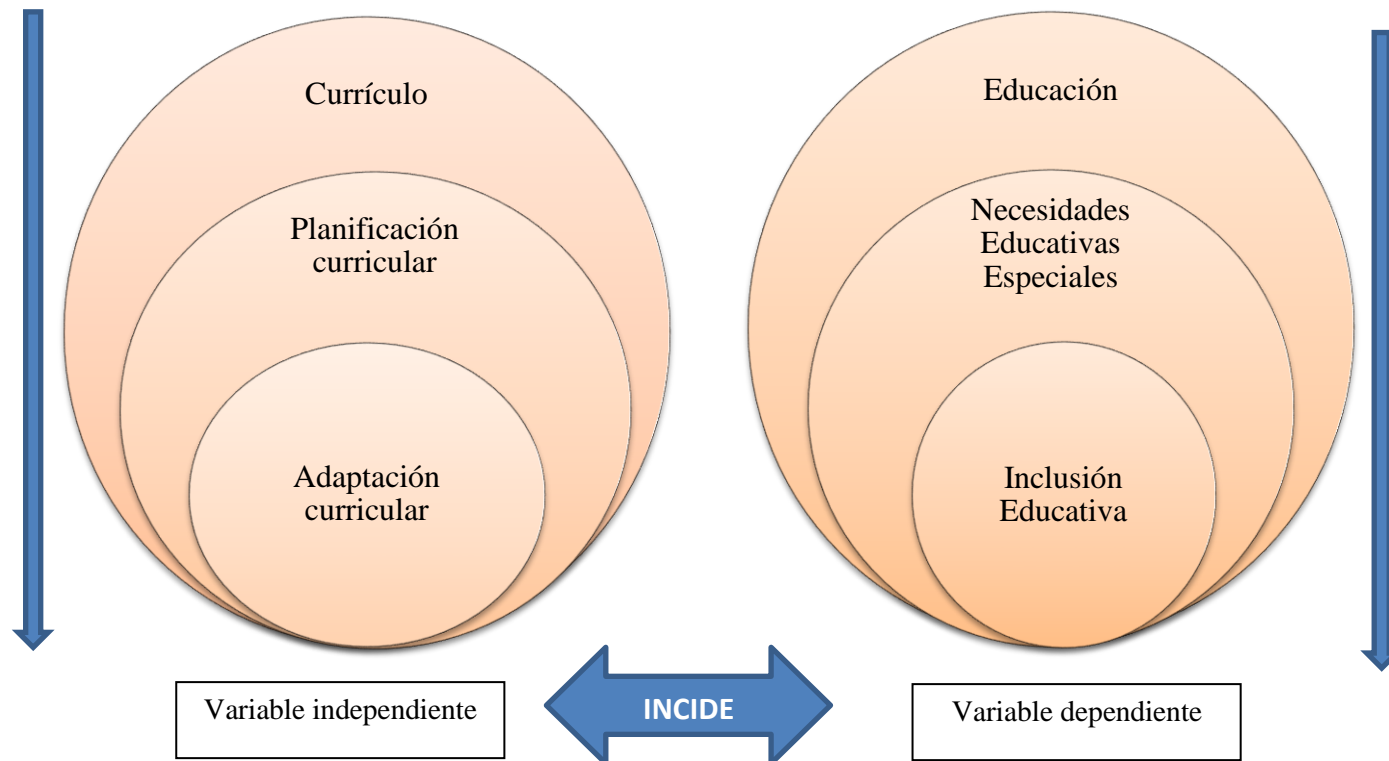 Currículo
Planificación
curricular
Adaptación
curricular
Educación
Necesidades
Educativas
Especiales
Inclusión
Educativa
Variable independiente
INCIDE
Variable dependiente